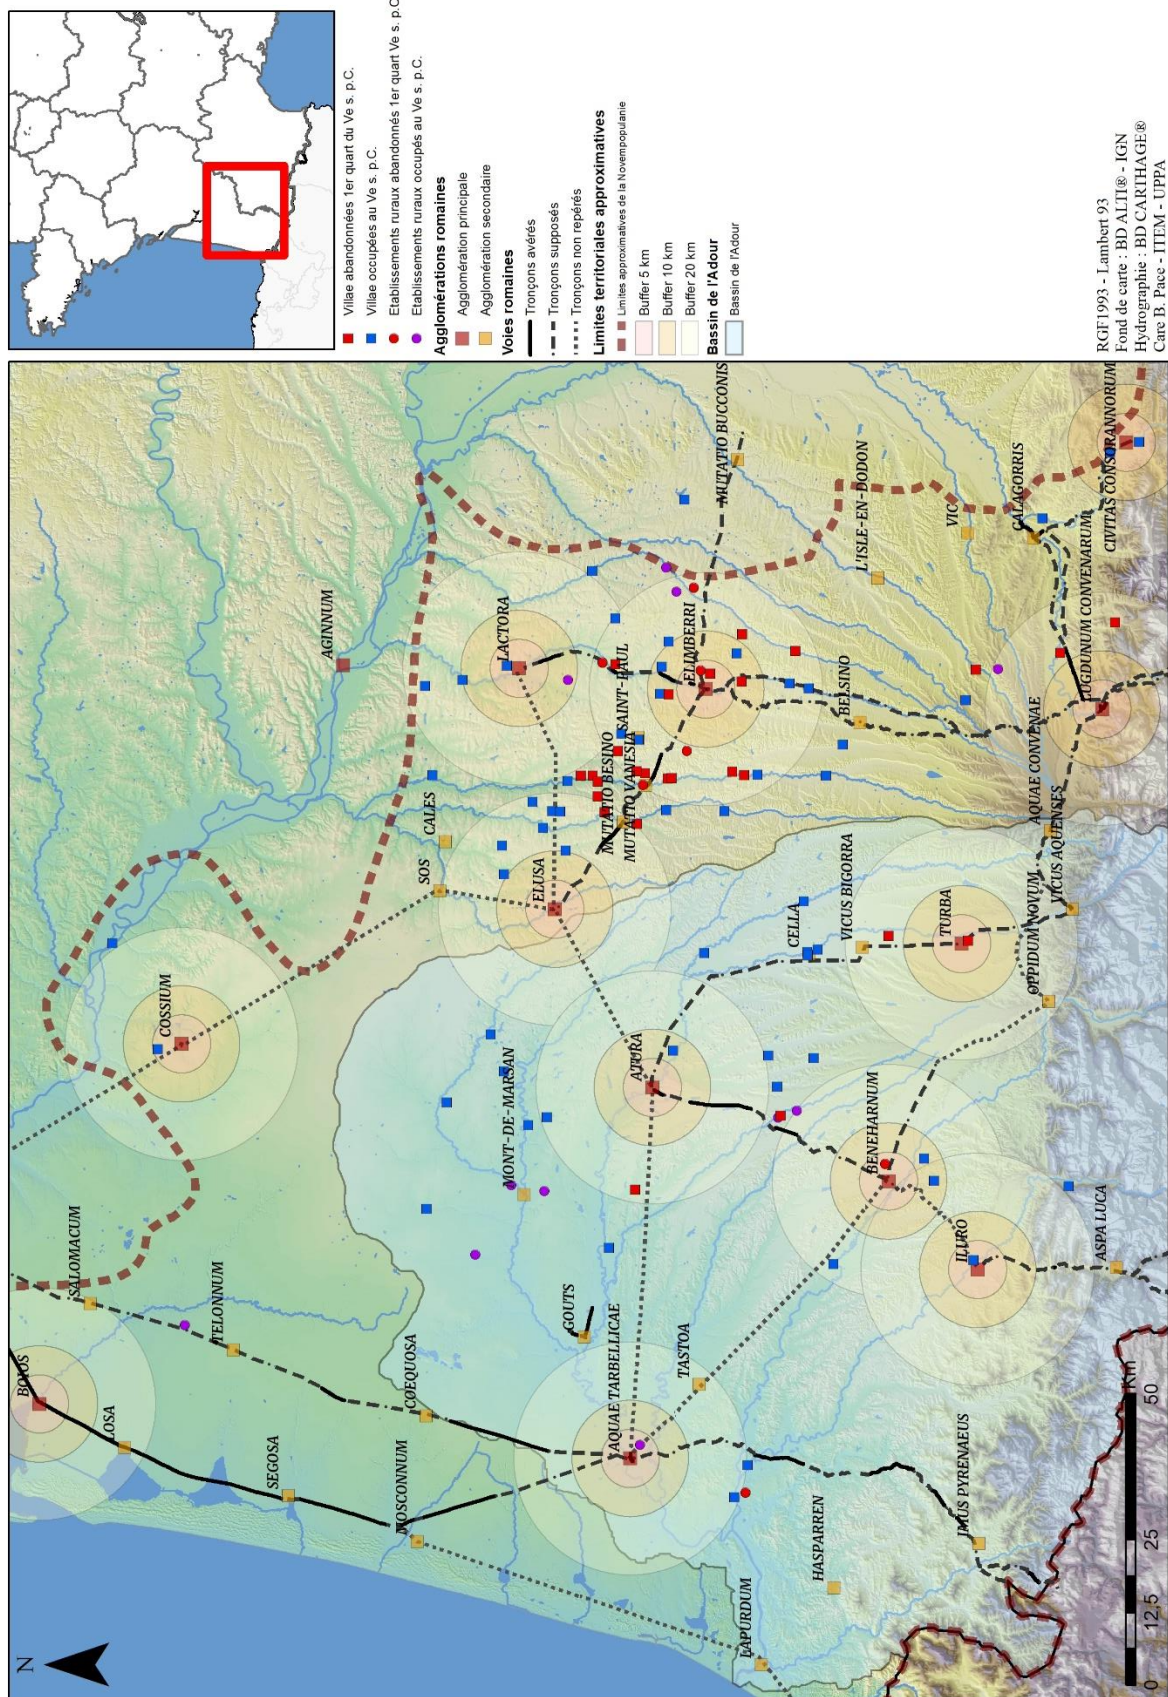 N
BOIOS
SALOMACUM
LOSA
TELONNUM
SEGOSA
COEQUOSA
MOSCONNUM
COSSIUM
AGINNUM
SOS
CALES
GOUTS
MONT-DE-MARSAN
ELUSA
LACTORA
AQUAE TARBELLICAE
ATURA
MUTATIO BESINO
MUTATIO VANESIA
SAINT-PAUL
ELIMBERRI
MUTATIO BUCCONIS
TASTOA
LAPURDUM
HASPARREN
BENEHARNUM
CELLA
VICUS BIGORRA
BELSINO
L'ISLE-EN-DODON
IMUS PYRENAEUS
ILURO
TURBA
VIC
CALAGORRIS
ASPA LUCA
OPPIDUM NOVUM
VICUS AQUENSES
AQUAE CONVENAE
LUGDUNUM CONVENARUM
CIVITAS CONSORANNORUM
0 12,5 25 50
Km
Villae abandonnées 1er quart du Ve s. p.C.
Villae occupées au Ve s. p.C.
Etablissements ruraux abandonnés 1er quart Ve s. p.C
Etablissements ruraux occupés au Ve s. p.C.
Agglomérations romaines
Agglomération principale
Agglomération secondaire
Voies romaines
Tronçons avérés
Tronçons supposés
Tronçons non repérés
Limites territoriales approximatives
Limites approximatives de la Novempopulanie
Buffer 5 km
Buffer 10 km
Buffer 20 km
Bassin de l'Adour
Bassin de l'Adour
RGF1993 - Lambert 93
Fond de carte : BD ALTI® - IGN
Hydrographie : BD CARTHAGE®
Care B. Pace - ITEM - UPPA